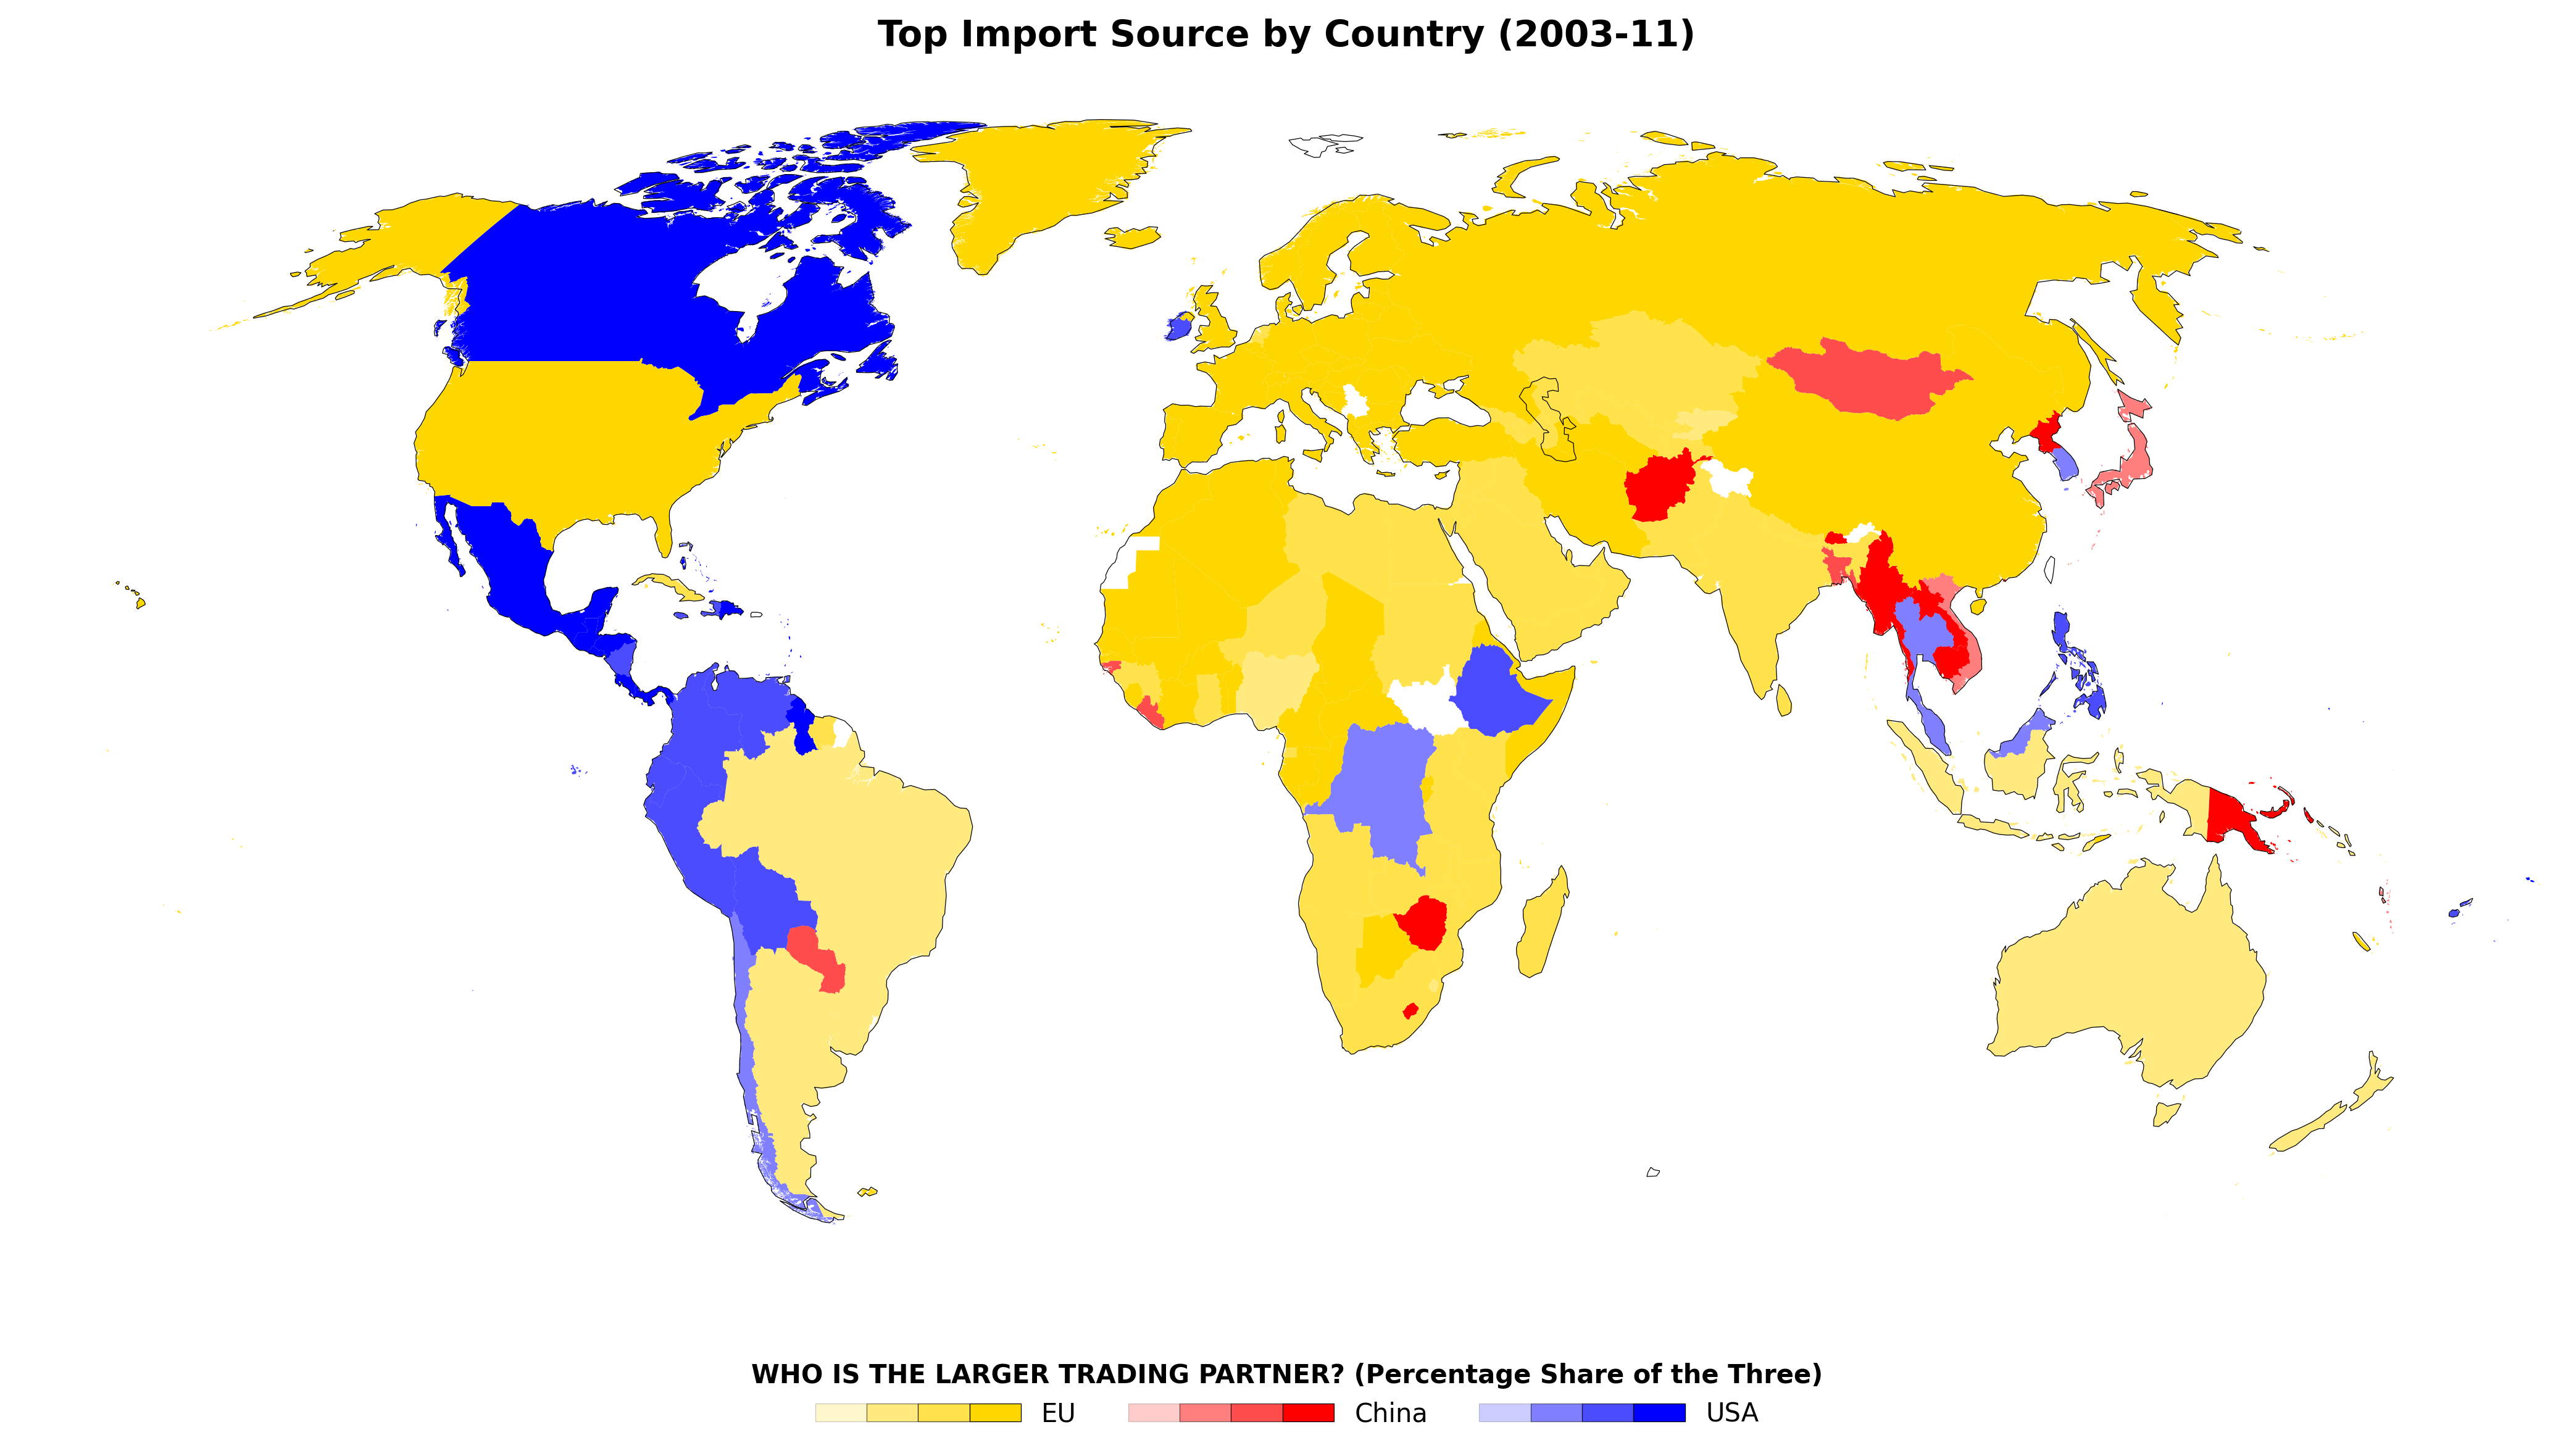 Top Import Source by Country (2003-11)
WHO IS THE LARGER TRADING PARTNER? (Percentage Share of the Three)
EU China USA